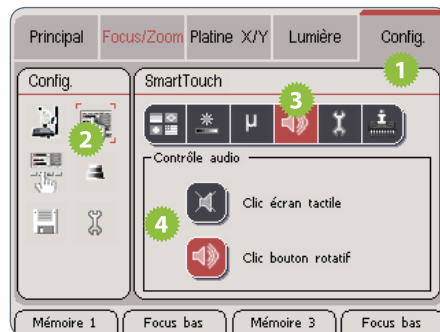 Principal Focus/Zoom Platine X/Y Lumière Config.
1
Config. SmartTouch
2
3
µ
Contrôle audio
4
Clic écran tactile
Clic bouton rotatif
Mémoire 1 Focus bas Mémoire 3 Focus bas